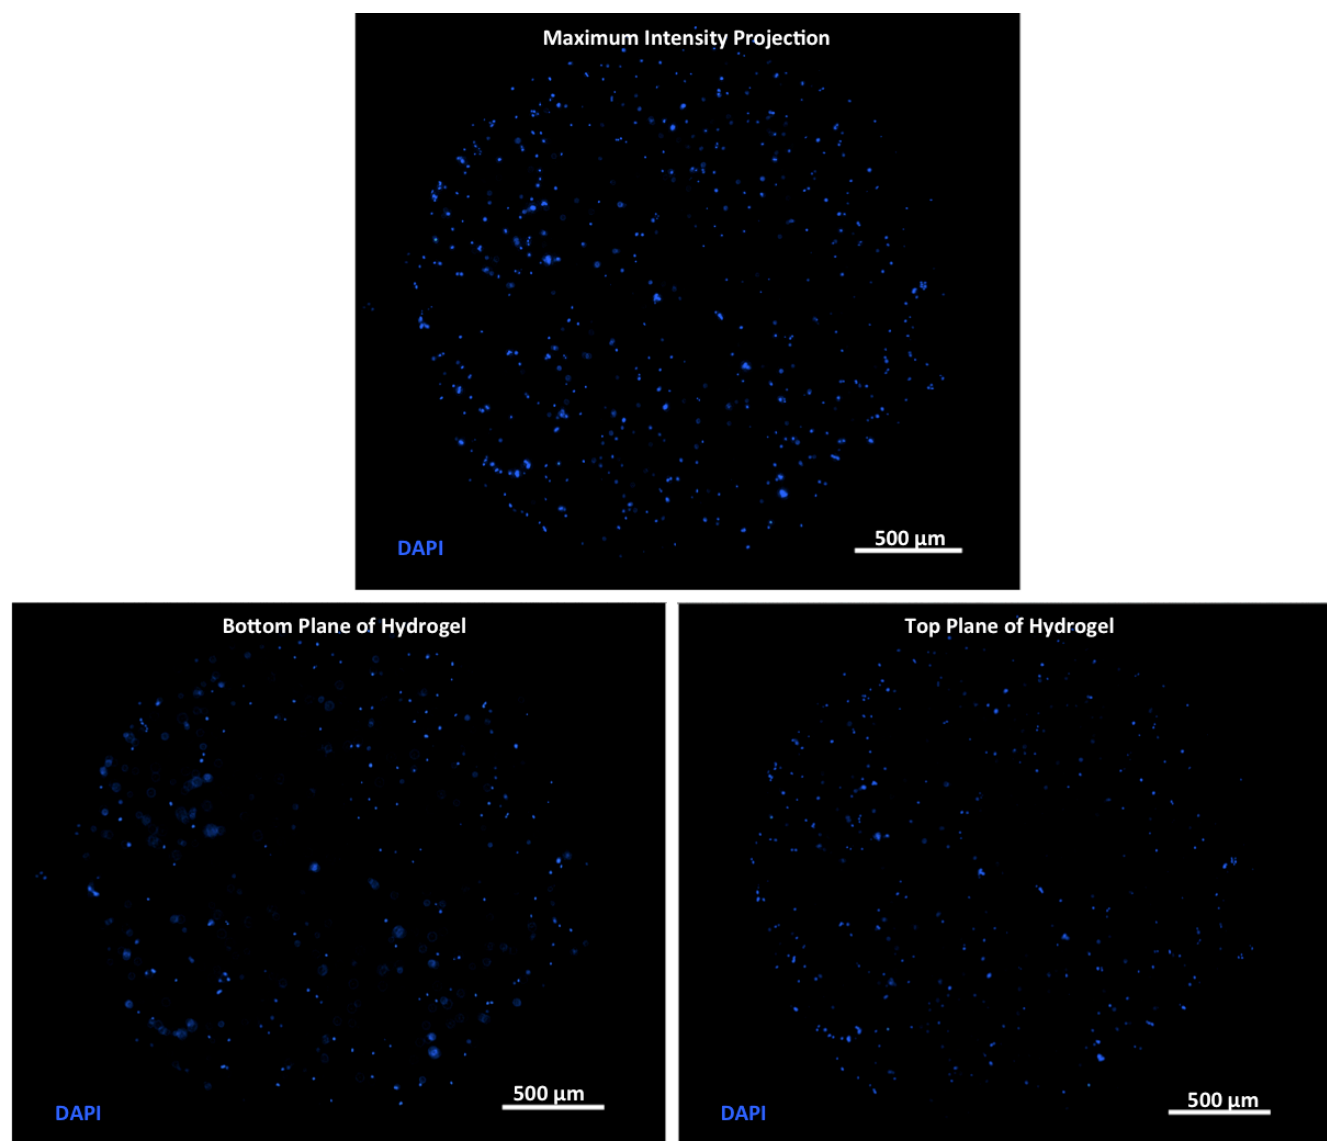 Maximum Intensity Projection
DAPI
500 µm
Bottom Plane of Hydrogel
DAPI
500 µm
Top Plane of Hydrogel
DAPI
500 µm